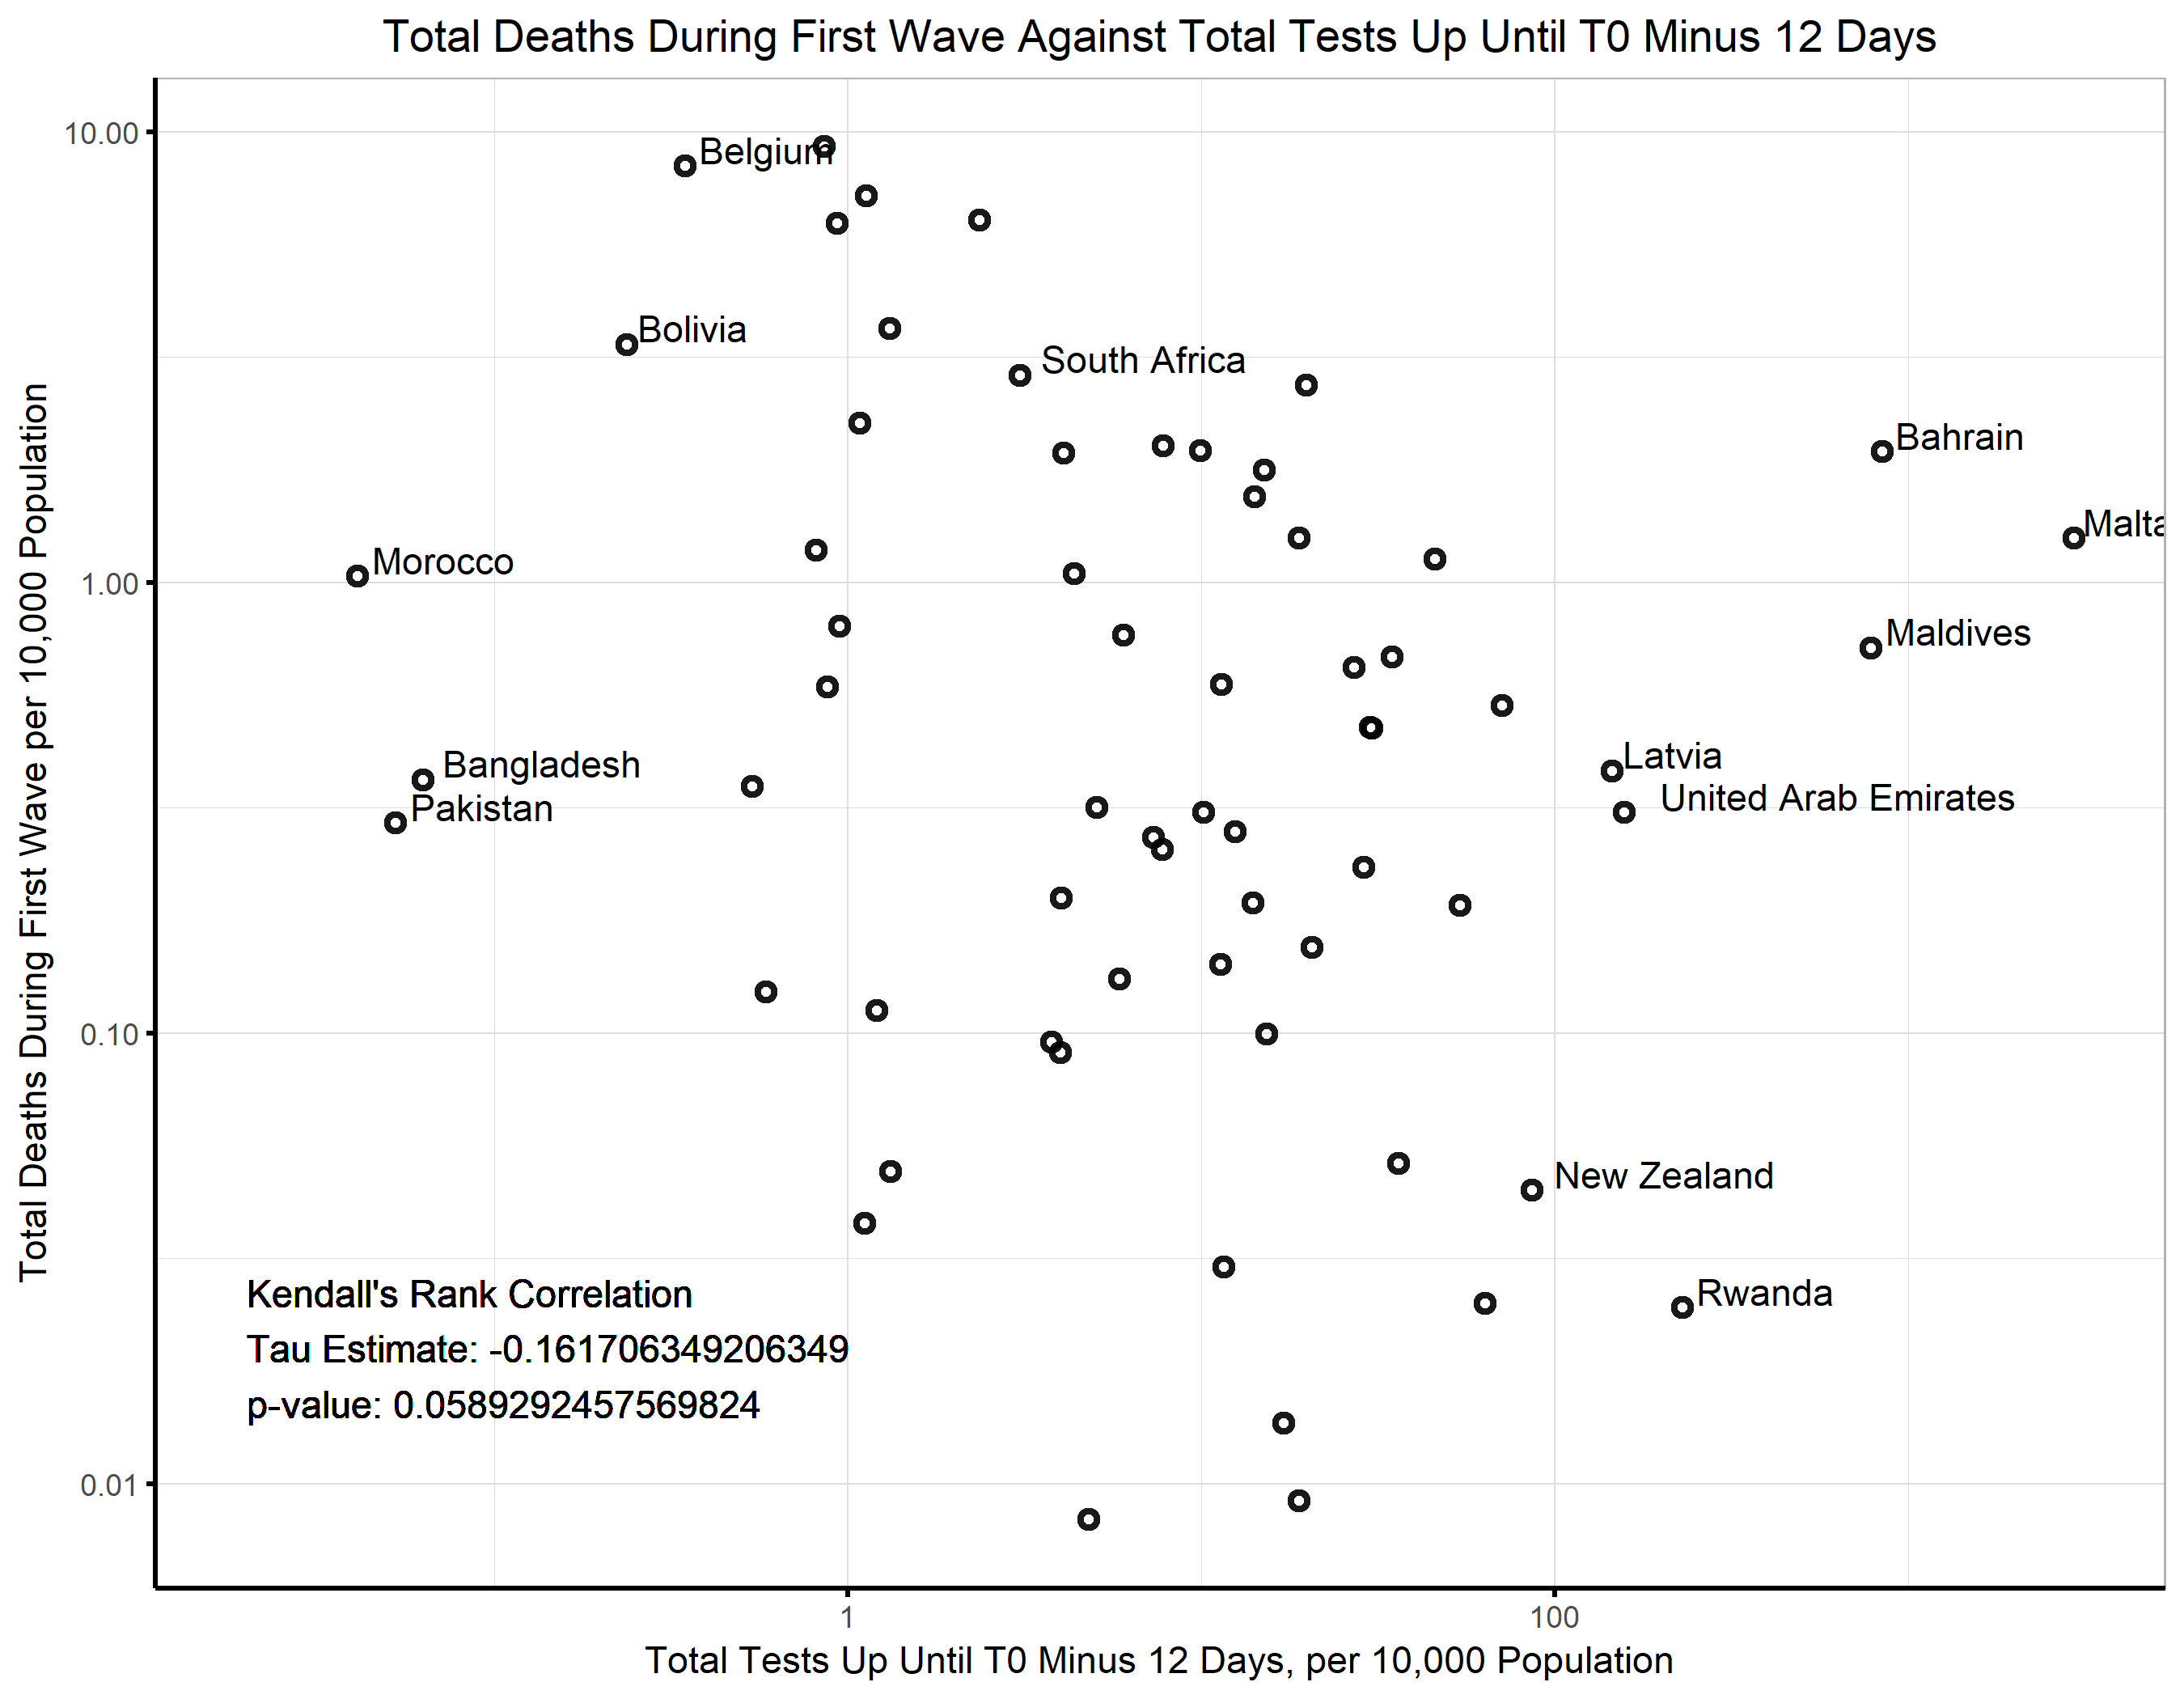 Total Deaths During First Wave Against Total Tests Up Until T0 Minus 12 Days
Total Deaths During First Wave per 10,000 Population
10.00
1.00
0.10
0.01
Belgium
Bolivia
South Africa
Bahrain
Malta
Morocco
Maldives
Bangladesh
Latvia
Pakistan
United Arab Emirates
New Zealand
Rwanda
Kendall's Rank Correlation
Tau Estimate: -0.161706349206349
p-value: 0.0589292457569824
1
100
Total Tests Up Until T0 Minus 12 Days, per 10,000 Population